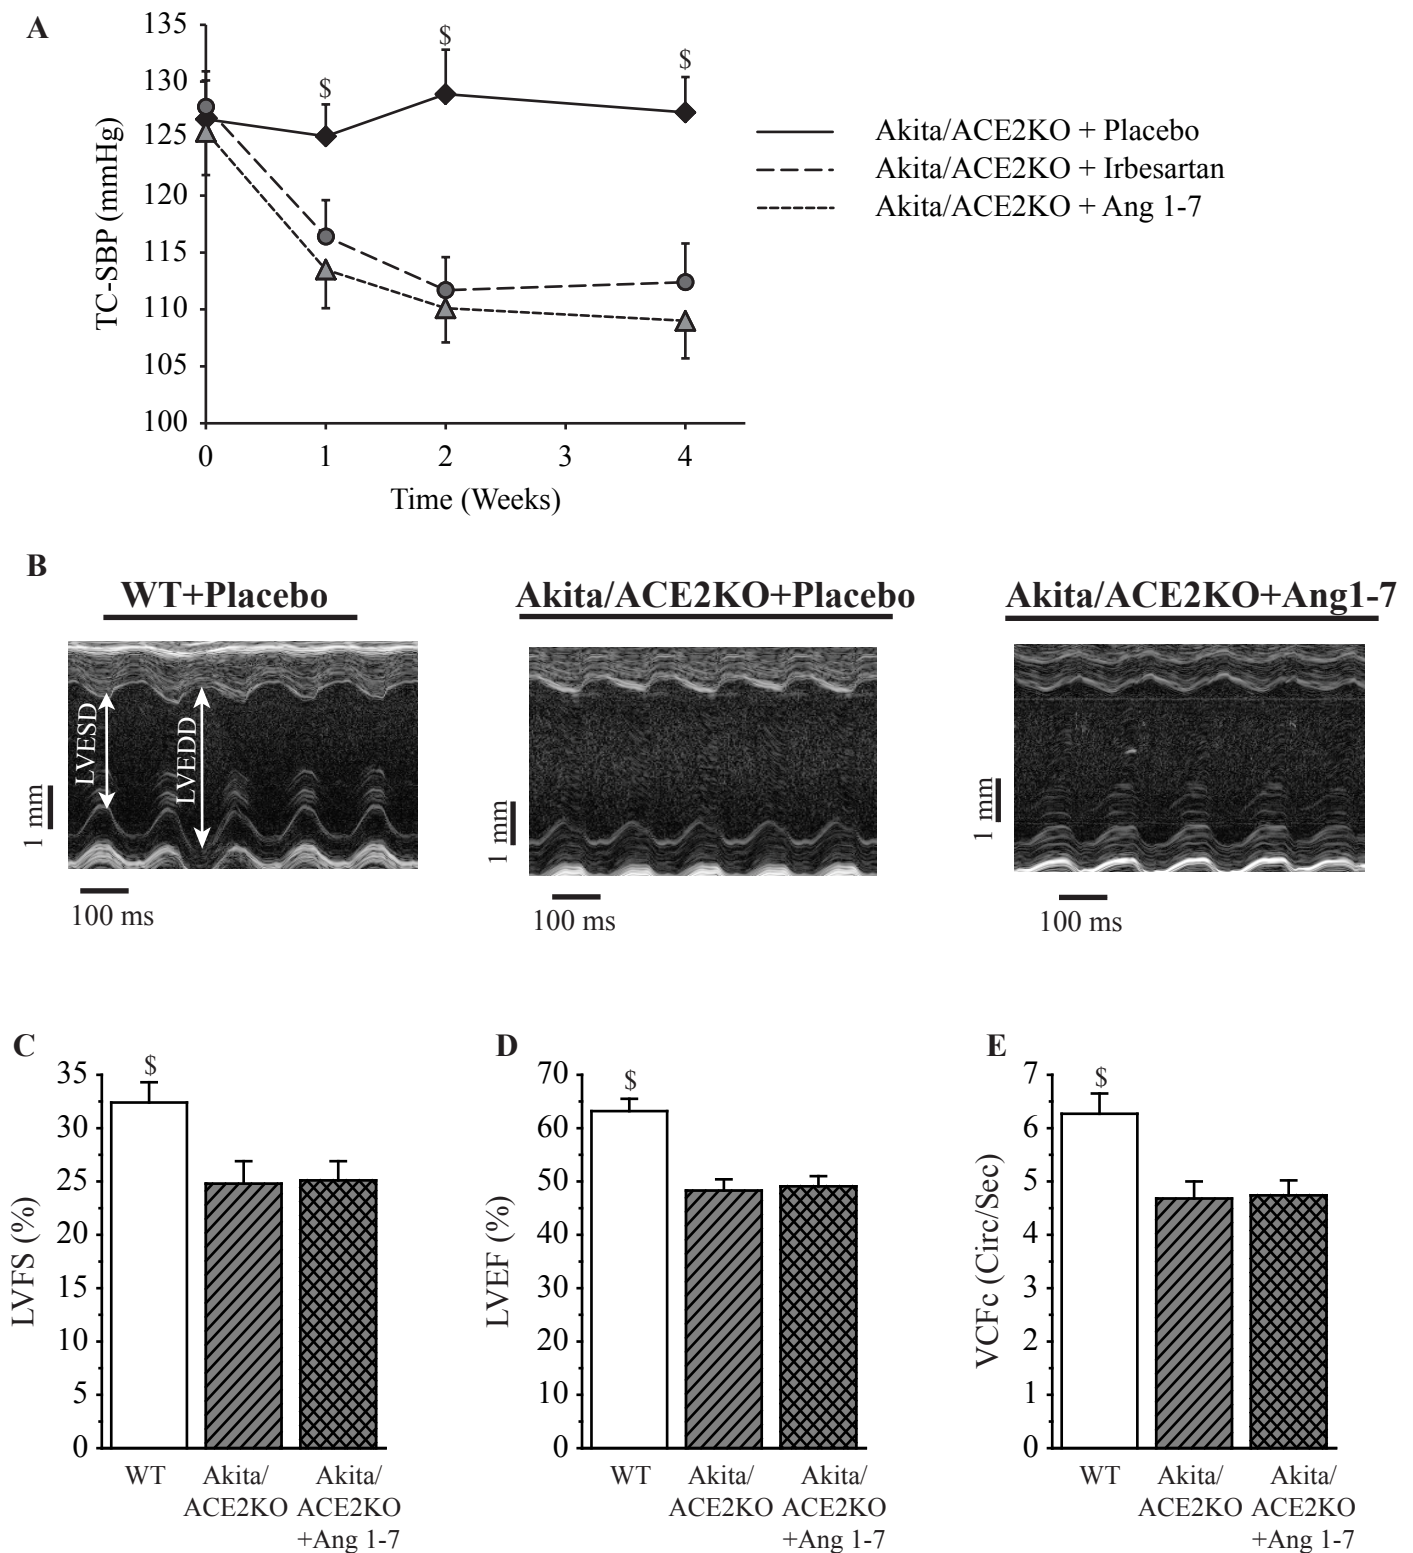 A
135
130
125
120
115
110
105
100
TC-SBP (mmHg)
$
$
$
0 1 2 3 4
Time (Weeks)
Akita/ACE2KO + Placebo
Akita/ACE2KO + Irbesartan
Akita/ACE2KO + Ang 1-7
B
WT+Placebo
LVESD
LVEDD
1 mm
100 ms
Akita/ACE2KO+Placebo
1 mm
100 ms
Akita/ACE2KO+Ang1-7
1 mm
100 ms
C
35
30
25
20
15
10
5
0
LVFS (%)
$
WT
Akita/
ACE2KO
Akita/
ACE2KO
+Ang 1-7
D
70
60
50
40
30
20
10
0
LVEF (%)
$
WT
Akita/
ACE2KO
Akita/
ACE2KO
+Ang 1-7
E
7
6
5
4
3
2
1
0
VCFc (Circ/Sec)
$
WT
Akita/
ACE2KO
Akita/
ACE2KO
+Ang 1-7